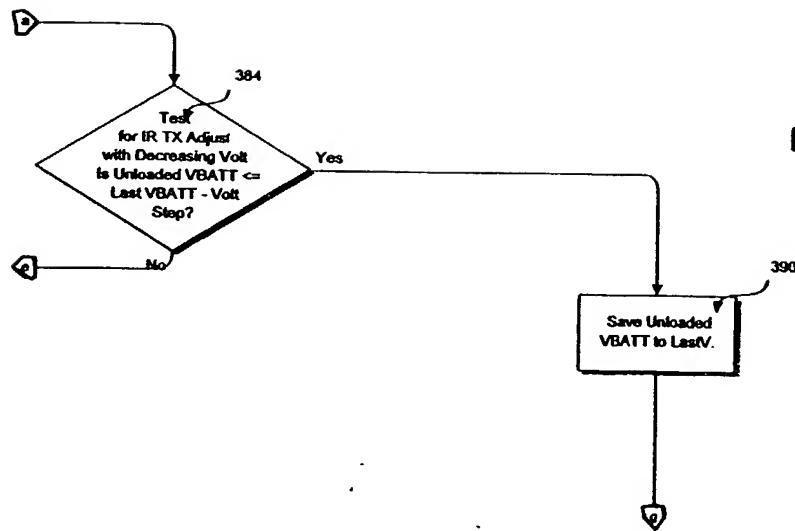 a
384
Test
for IR TX Adjust
with Decreasing Volt
Is Unloaded VBATT <=
Last VBATT - Volt
Step?
Yes
No
390
Save Unloaded
VBATT to LastV.